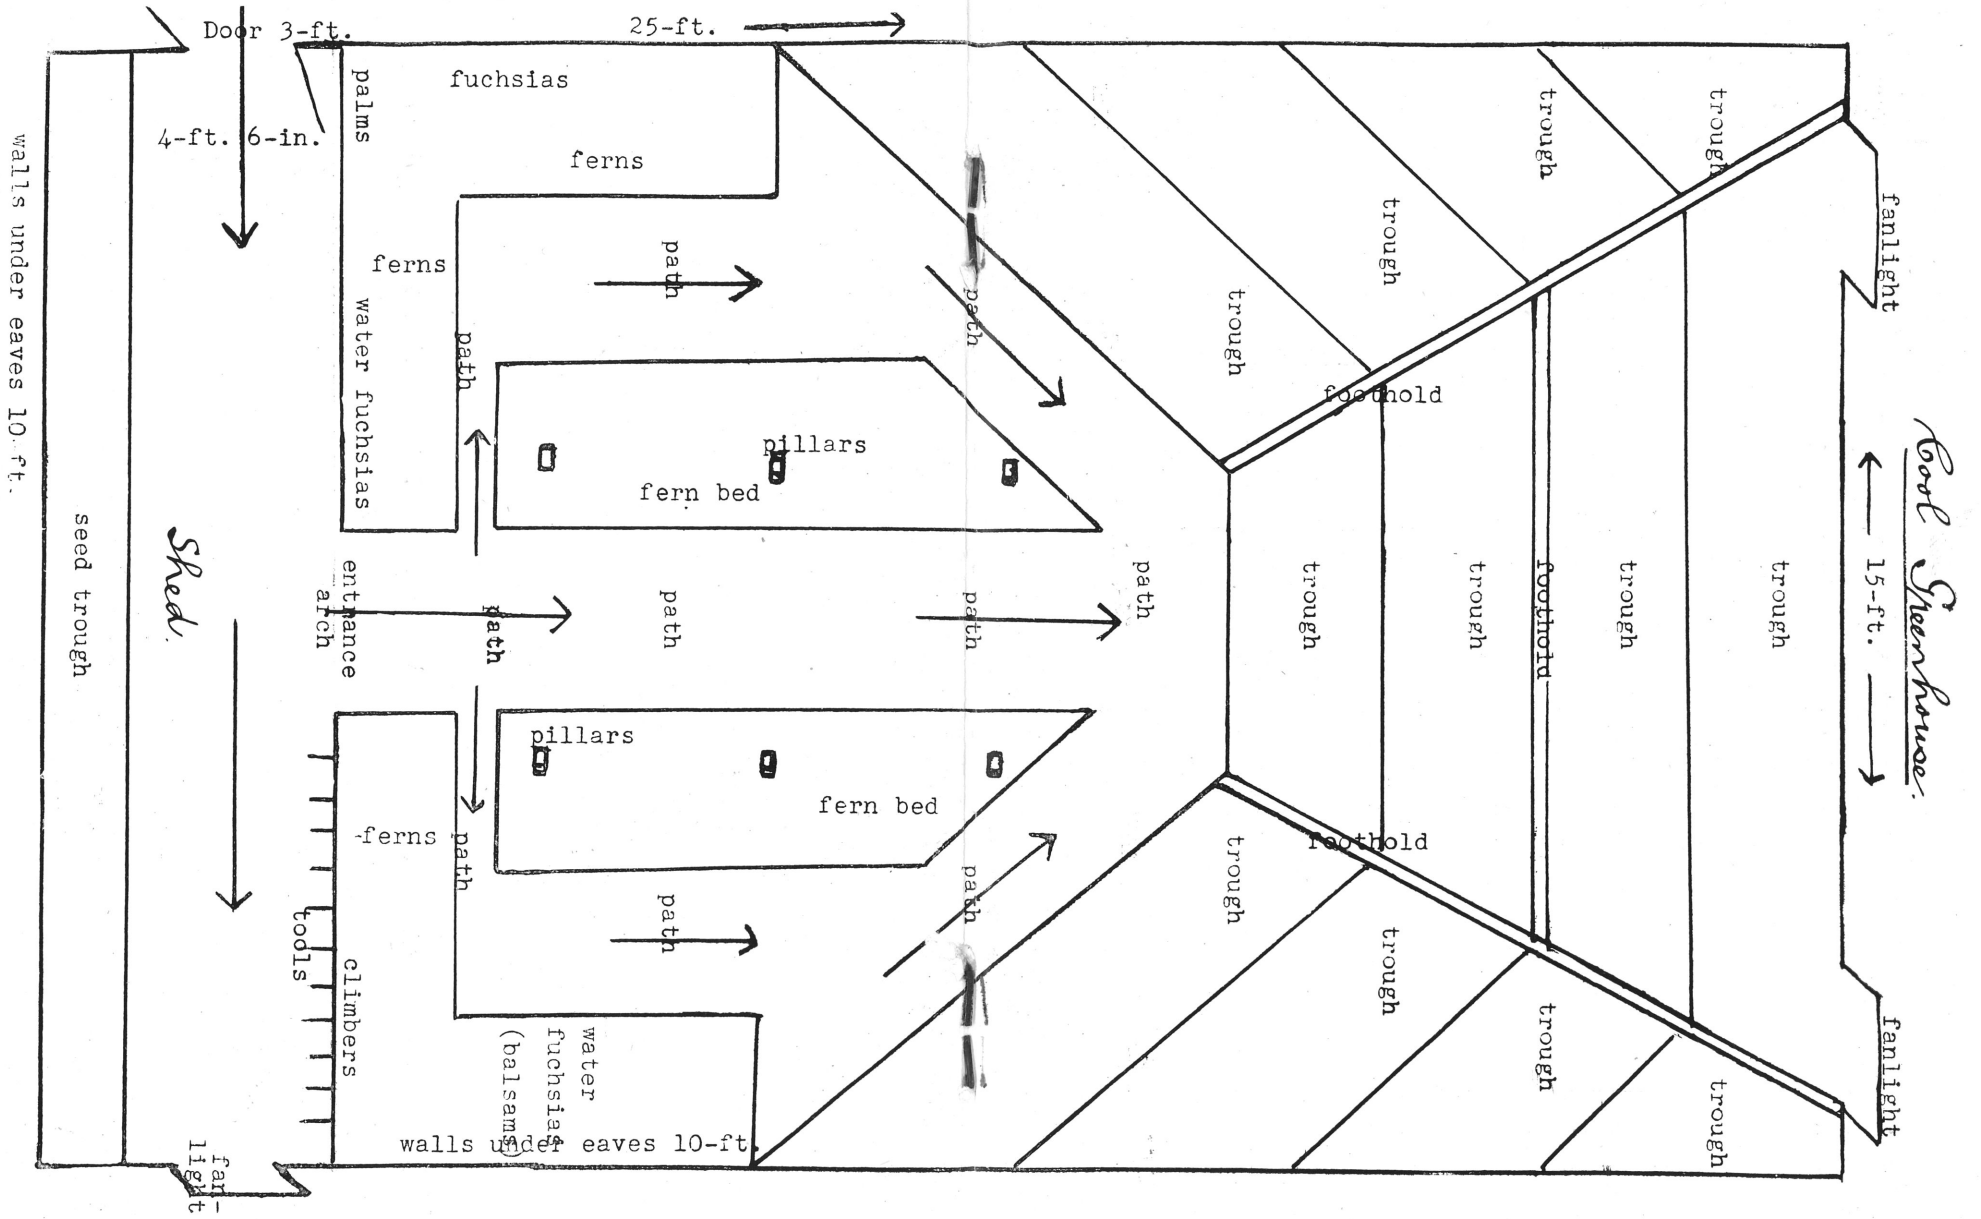 Door 3-ft.
25-ft.
4-ft. 6-in.
palms
fuchsias
ferns
ferns
water fuchsias
path
path
path
pillars
fern bed
trough
trough
trough
trough
foothold
fanlight
walls under eaves 10-ft.
seed trough
Shed.
entrance
arch
path
path
path
path
trough
trough
foothold
trough
trough
15-ft.
Cool Greenhouse.
pillars
fern bed
-ferns
path
path
path
tools
climbers
water
fuchsias
(balsams)
walls under eaves 10-ft.
foothold
trough
trough
trough
trough
fanlight
fan-
light